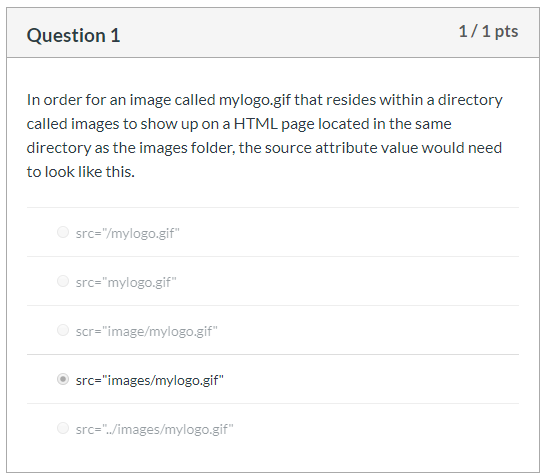 Question 1
1 / 1 pts
In order for an image called mylogo.gif that resides within a directory
called images to show up on a HTML page located in the same
directory as the images folder, the source attribute value would need
to look like this.
src="/mylogo.gif"
src="mylogo.gif"
scr="image/mylogo.gif"
src="images/mylogo.gif"
src="../images/mylogo.gif"